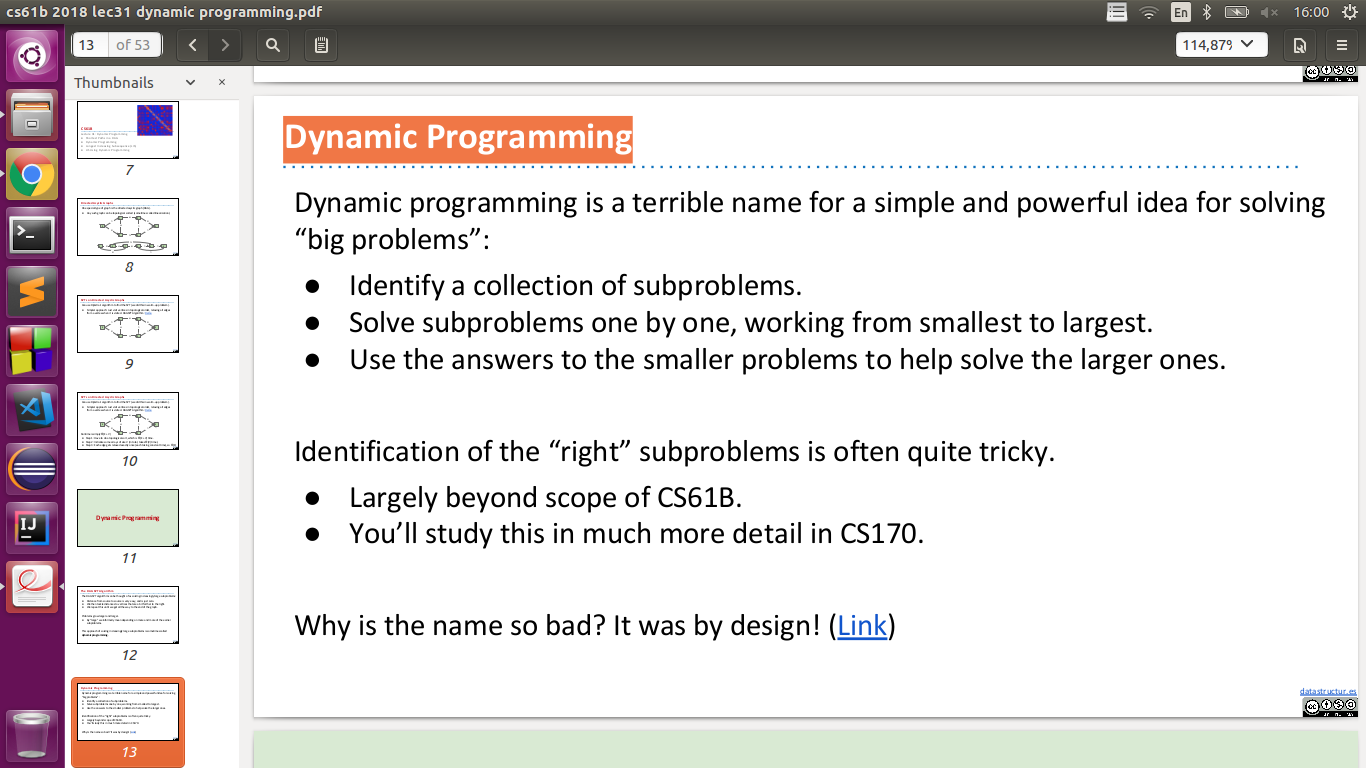 cs61b 2018 lec31 dynamic programming.pdf
En
16:00
13 of 53
114,87%
Thumbnails
7
8
9
10
Dynamic Programming
11
12
13
Dynamic Programming
Dynamic programming is a terrible name for a simple and powerful idea for solving
“big problems”:
● Identify a collection of subproblems.
● Solve subproblems one by one, working from smallest to largest.
● Use the answers to the smaller problems to help solve the larger ones.
Identification of the “right” subproblems is often quite tricky.
● Largely beyond scope of CS61B.
● You’ll study this in much more detail in CS170.
Why is the name so bad? It was by design! (Link)
datastructur.es